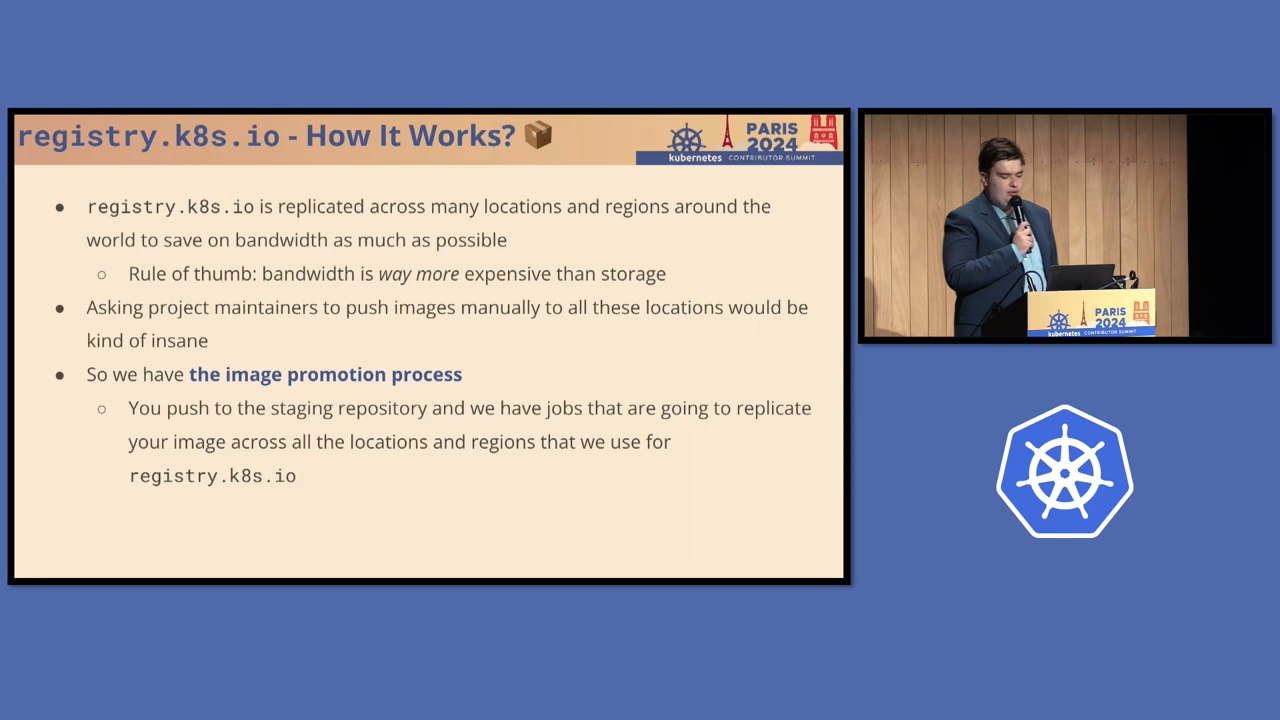 registry.k8s.io - How It Works? 📦
PARIS
2024
kubernetes CONTRIBUTOR SUMMIT
● registry.k8s.io is replicated across many locations and regions around the
world to save on bandwidth as much as possible
○ Rule of thumb: bandwidth is way more expensive than storage
● Asking project maintainers to push images manually to all these locations would be
kind of insane
● So we have the image promotion process
○ You push to the staging repository and we have jobs that are going to replicate
your image across all the locations and regions that we use for
registry.k8s.io
PARIS
2024
kubernetes CONTRIBUTOR SUMMIT